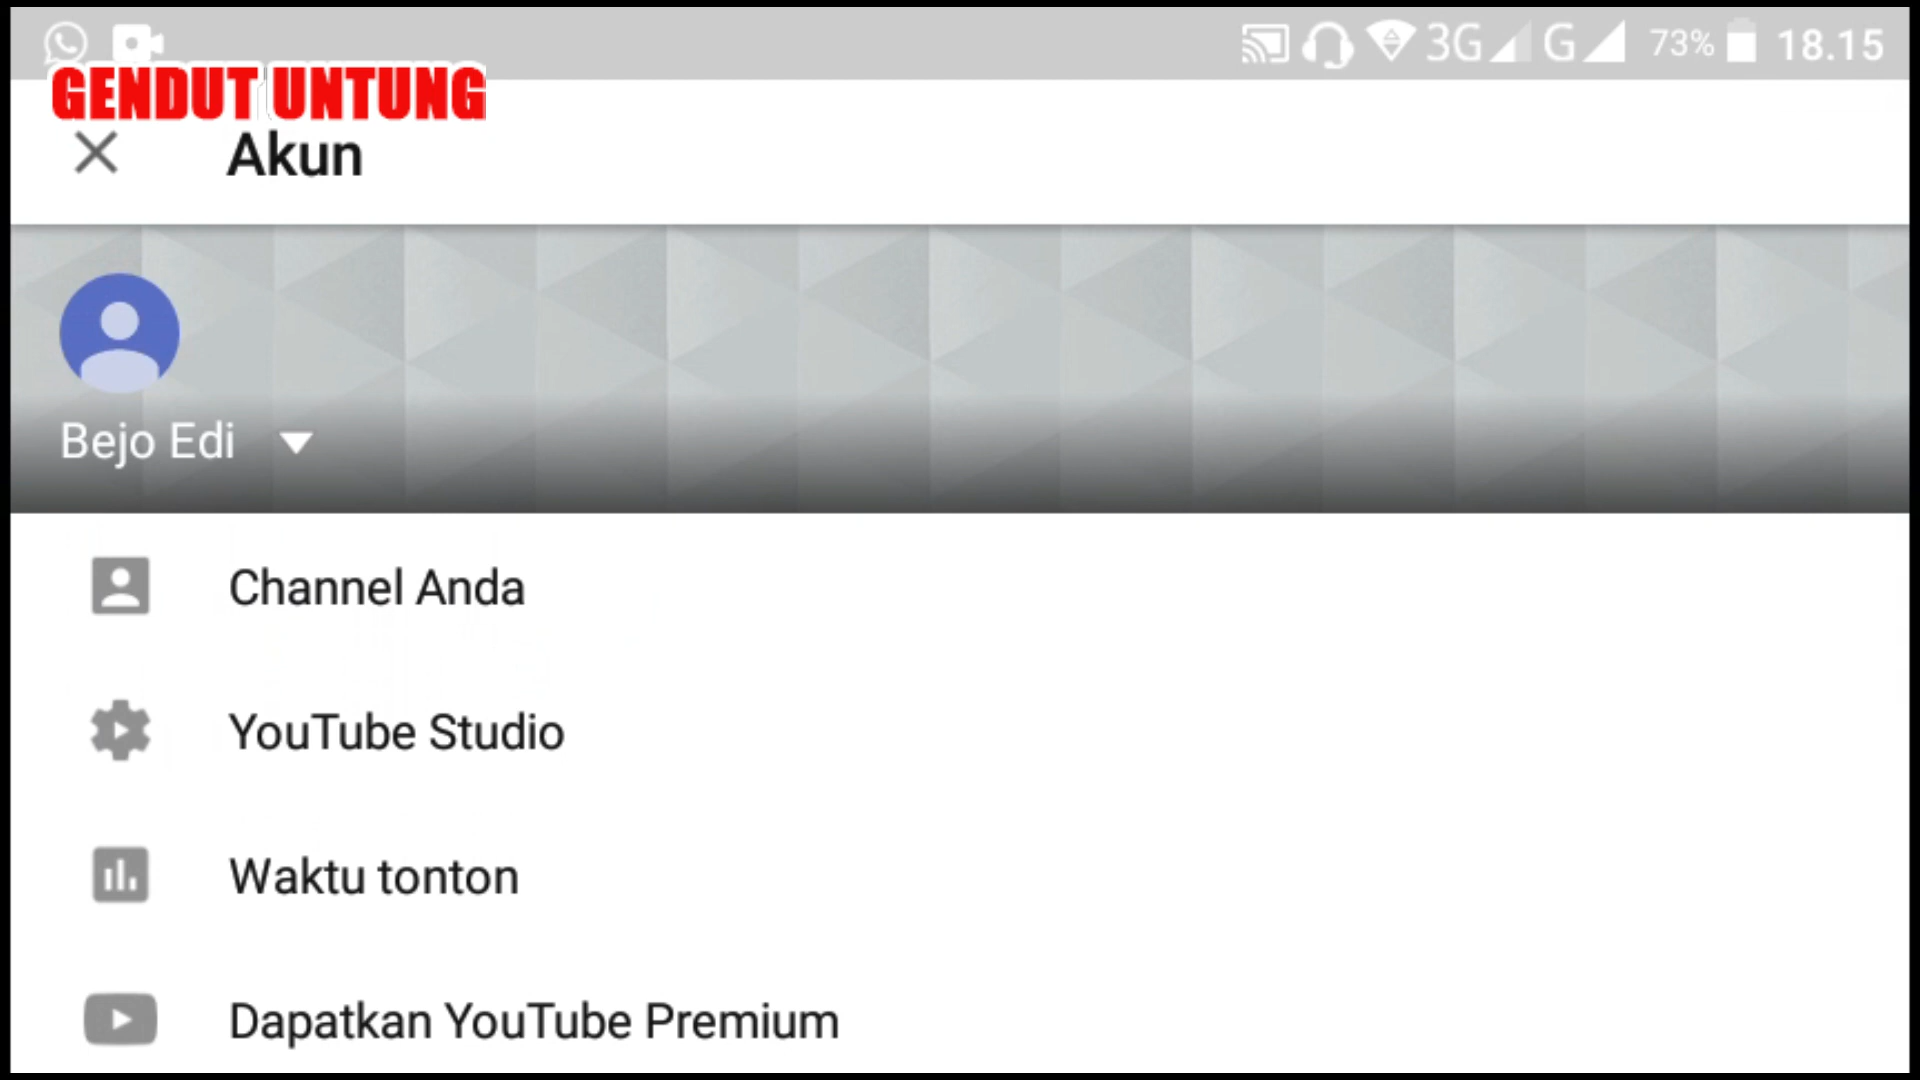 3G G 73% 18.15
GENDUT UNTUNG
Akun
Bejo Edi
Channel Anda
YouTube Studio
Waktu tonton
Dapatkan YouTube Premium